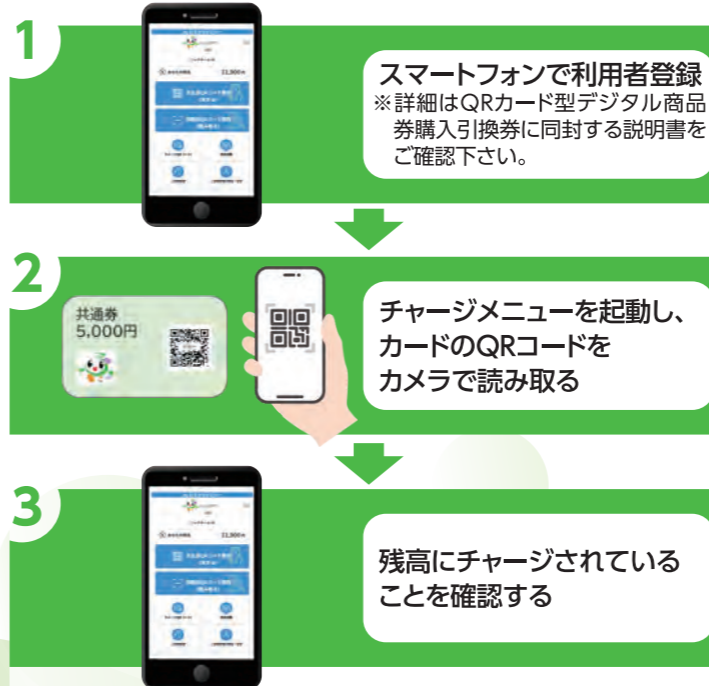 1
スマートフォンで利用者登録
※詳細はQRカード型デジタル商品
券購入引換券に同封する説明書を
ご確認下さい。
2
共通券
5,000円
チャージメニューを起動し、
カードのQRコードを
カメラで読み取る
3
残高にチャージされている
ことを確認する